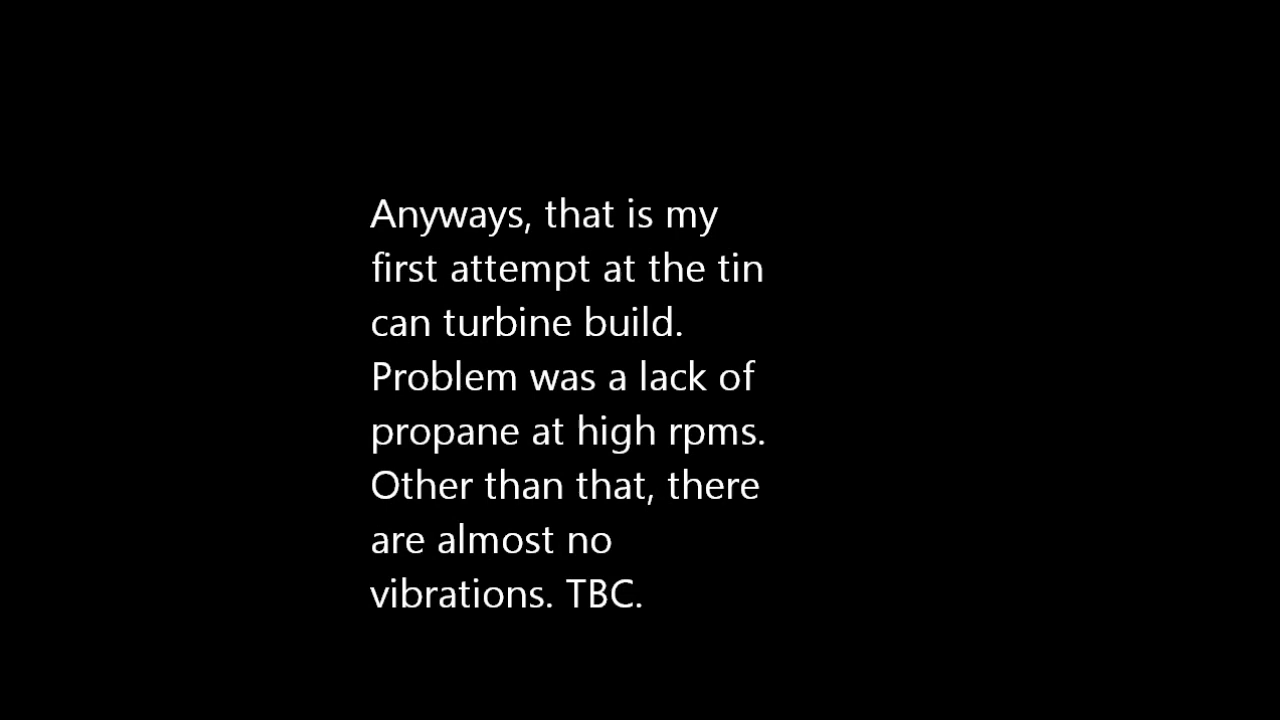 Anyways, that is my
first attempt at the tin
can turbine build.
Problem was a lack of
propane at high rpms.
Other than that, there
are almost no
vibrations. TBC.